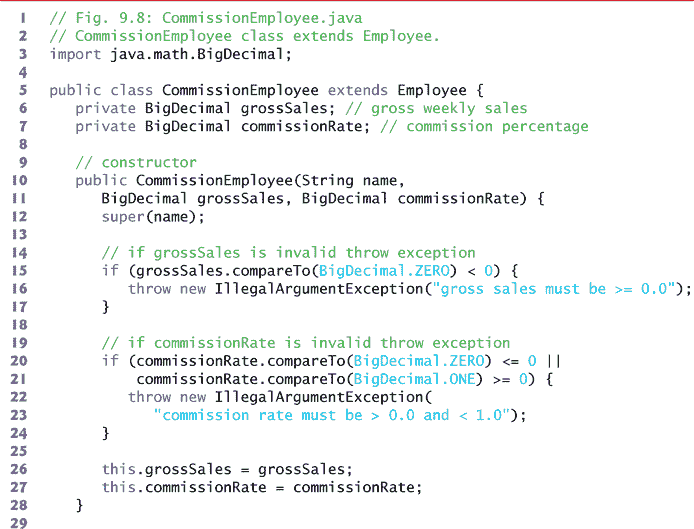 1 // Fig. 9.8: CommissionEmployee.java
2 // CommissionEmployee class extends Employee.
3 import java.math.BigDecimal;
4
5 public class CommissionEmployee extends Employee {
6    private BigDecimal grossSales; // gross weekly sales
7    private BigDecimal commissionRate; // commission percentage
8
9    // constructor
10    public CommissionEmployee(String name,
11       BigDecimal grossSales, BigDecimal commissionRate) {
12       super(name);
13
14       // if grossSales is invalid throw exception
15       if (grossSales.compareTo(BigDecimal.ZERO) < 0) {
16          throw new IllegalArgumentException("gross sales must be >= 0.0");
17       }
18
19       // if commissionRate is invalid throw exception
20       if (commissionRate.compareTo(BigDecimal.ZERO) <= 0 ||
21           commissionRate.compareTo(BigDecimal.ONE) >= 0) {
22          throw new IllegalArgumentException(
23             "commission rate must be > 0.0 and < 1.0");
24       }
25
26       this.grossSales = grossSales;
27       this.commissionRate = commissionRate;
28    }
29